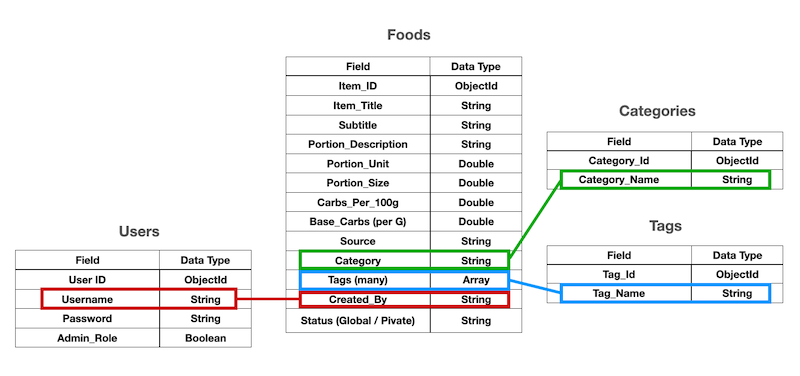 Foods
Field Data Type
Item_ID ObjectId
Item_Title String
Subtitle String
Portion_Description String
Portion_Unit Double
Portion_Size Double
Carbs_Per_100g Double
Base_Carbs (per G) Double
Source String
Category String
Tags (many) Array
Created_By String
Status (Global / Pivate) String
Categories
Field Data Type
Category_Id ObjectId
Category_Name String
Tags
Field Data Type
Tag_Id ObjectId
Tag_Name String
Users
Field Data Type
User ID ObjectId
Username String
Password String
Admin_Role Boolean